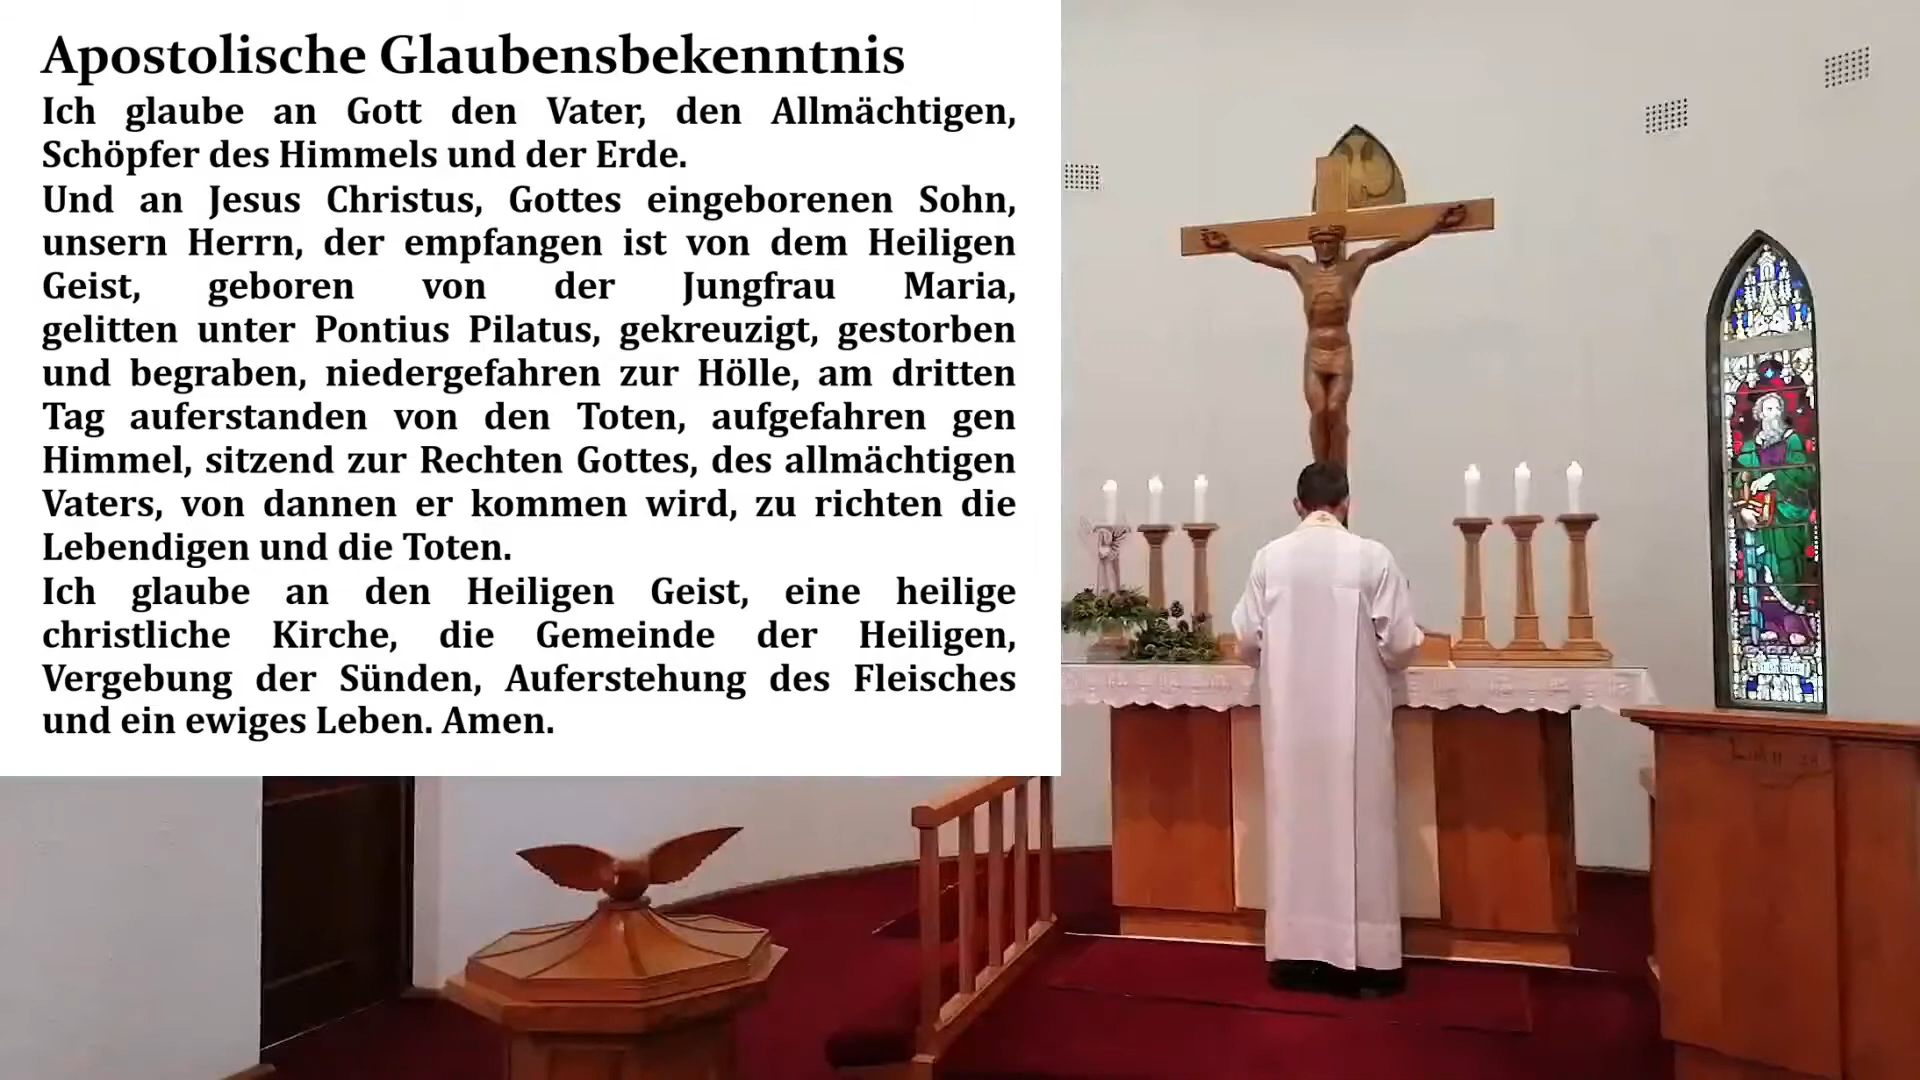 Apostolische Glaubensbekenntnis
Ich glaube an Gott den Vater, den Allmächtigen,
Schöpfer des Himmels und der Erde.
Und an Jesus Christus, Gottes eingeborenen Sohn,
unsern Herrn, der empfangen ist von dem Heiligen
Geist, geboren von der Jungfrau Maria,
gelitten unter Pontius Pilatus, gekreuzigt, gestorben
und begraben, niedergefahren zur Hölle, am dritten
Tag auferstanden von den Toten, aufgefahren gen
Himmel, sitzend zur Rechten Gottes, des allmächtigen
Vaters, von dannen er kommen wird, zu richten die
Lebendigen und die Toten.
Ich glaube an den Heiligen Geist, eine heilige
christliche Kirche, die Gemeinde der Heiligen,
Vergebung der Sünden, Auferstehung des Fleisches
und ein ewiges Leben. Amen.